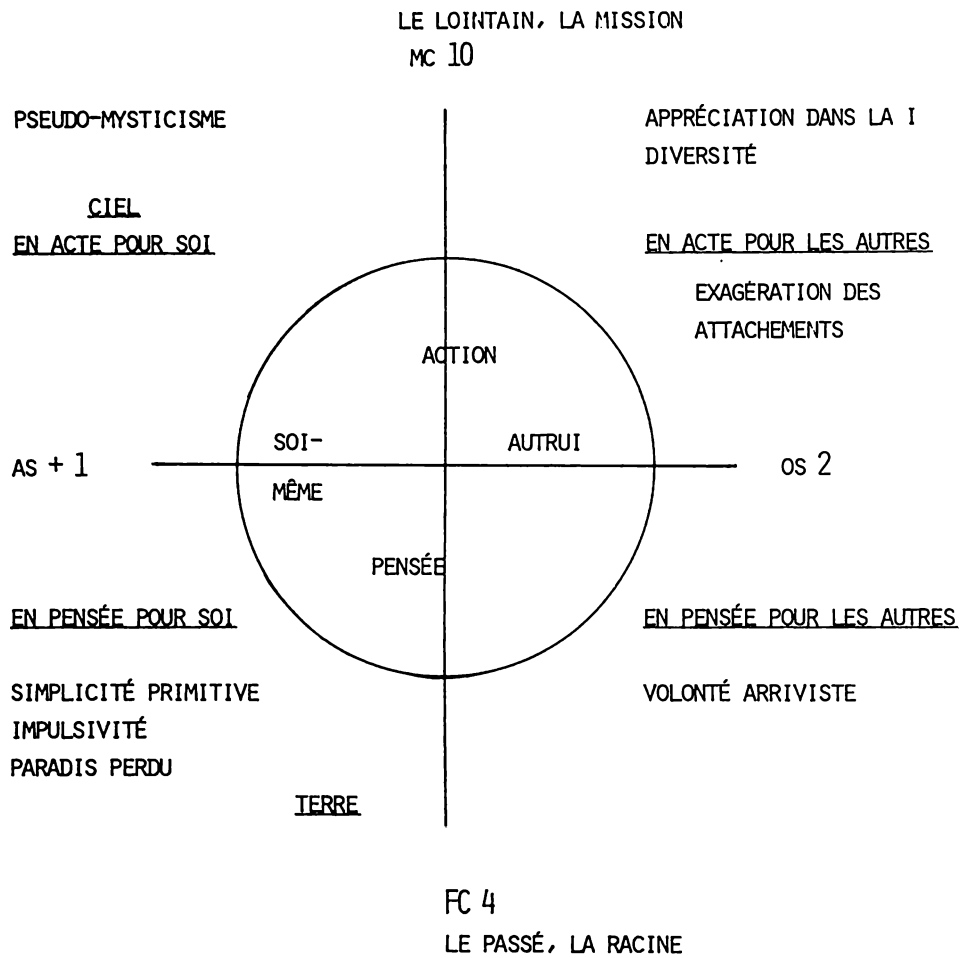 LE LOINTAIN, LA MISSION
MC 10
PSEUDO-MYSTICISME
APPRÉCIATION DANS LA I
DIVERSITÉ
CIEL
EN ACTE POUR SOI
EN ACTE POUR LES AUTRES
EXAGÉRATION DES
ATTACHEMENTS
ACTION
SOI-
AUTRUI
AS + 1
OS 2
MÊME
PENSÉE
EN PENSÉE POUR SOI
EN PENSÉE POUR LES AUTRES
SIMPLICITÉ PRIMITIVE
VOLONTÉ ARRIVISTE
IMPULSIVITÉ
PARADIS PERDU
TERRE
FC 4
LE PASSÉ, LA RACINE